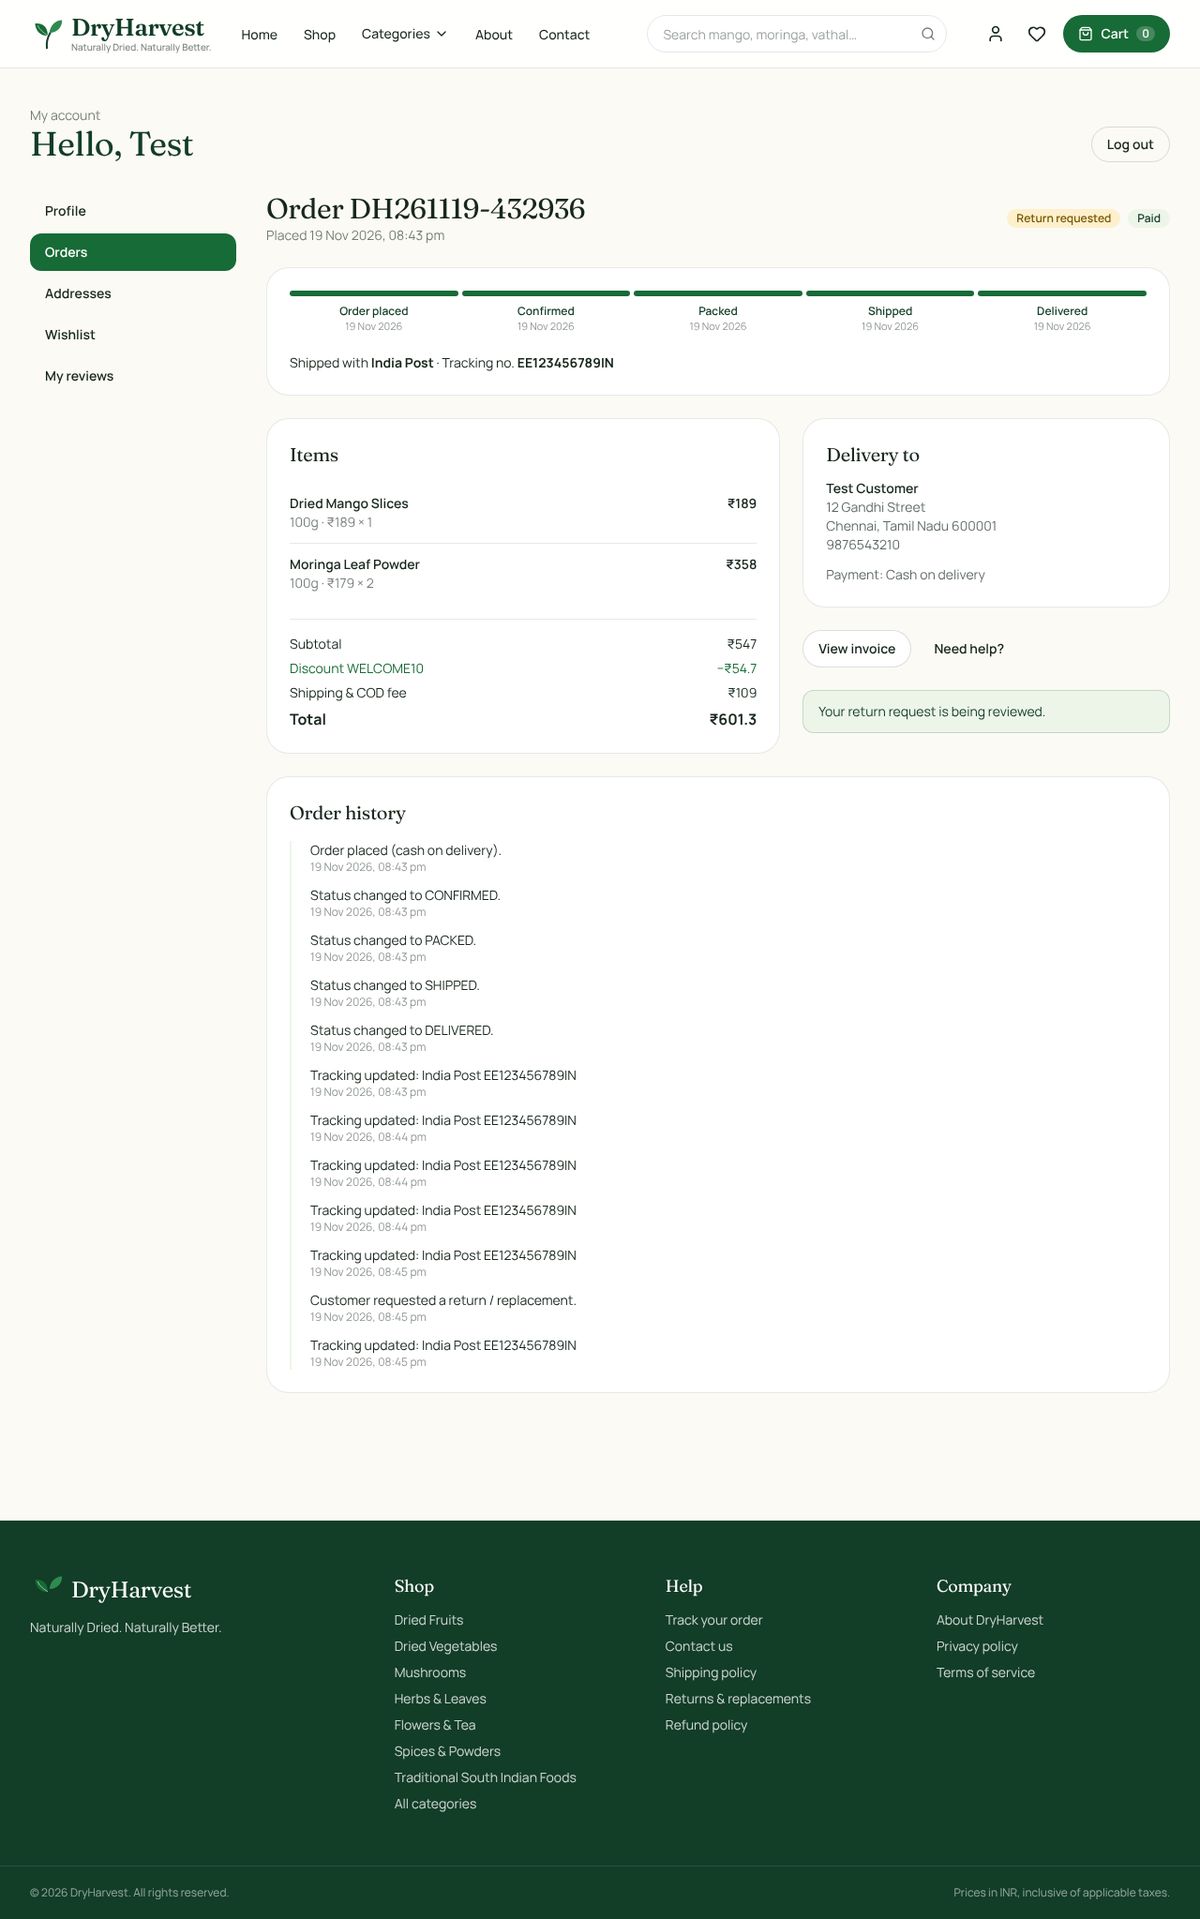 DryHarvest
Naturally Dried. Naturally Better.
Home
Shop
Categories
About
Contact
Search mango, moringa, vathal...
Cart 0
My account
Hello, Test
Log out
Profile
Orders
Addresses
Wishlist
My reviews
Order DH261119-432936
Placed 19 Nov 2026, 08:43 pm
Return requested
Paid
Order placed
19 Nov 2026
Confirmed
19 Nov 2026
Packed
19 Nov 2026
Shipped
19 Nov 2026
Delivered
19 Nov 2026
Shipped with India Post · Tracking no. EE123456789IN
Items
Dried Mango Slices ₹189
100g · ₹189 × 1
Moringa Leaf Powder ₹358
100g · ₹179 × 2
Subtotal ₹547
Discount WELCOME10 −₹54.7
Shipping & COD fee ₹109
Total ₹601.3
Delivery to
Test Customer
12 Gandhi Street
Chennai, Tamil Nadu 600001
9876543210
Payment: Cash on delivery
View invoice
Need help?
Your return request is being reviewed.
Order history
Order placed (cash on delivery).
19 Nov 2026, 08:43 pm
Status changed to CONFIRMED.
19 Nov 2026, 08:43 pm
Status changed to PACKED.
19 Nov 2026, 08:43 pm
Status changed to SHIPPED.
19 Nov 2026, 08:43 pm
Status changed to DELIVERED.
19 Nov 2026, 08:43 pm
Tracking updated: India Post EE123456789IN
19 Nov 2026, 08:43 pm
Tracking updated: India Post EE123456789IN
19 Nov 2026, 08:44 pm
Tracking updated: India Post EE123456789IN
19 Nov 2026, 08:44 pm
Tracking updated: India Post EE123456789IN
19 Nov 2026, 08:44 pm
Tracking updated: India Post EE123456789IN
19 Nov 2026, 08:45 pm
Customer requested a return / replacement.
19 Nov 2026, 08:45 pm
Tracking updated: India Post EE123456789IN
19 Nov 2026, 08:45 pm
DryHarvest
Naturally Dried. Naturally Better.
Shop
Dried Fruits
Dried Vegetables
Mushrooms
Herbs & Leaves
Flowers & Tea
Spices & Powders
Traditional South Indian Foods
All categories
Help
Track your order
Contact us
Shipping policy
Returns & replacements
Refund policy
Company
About DryHarvest
Privacy policy
Terms of service
© 2026 DryHarvest. All rights reserved.
Prices in INR, inclusive of applicable taxes.